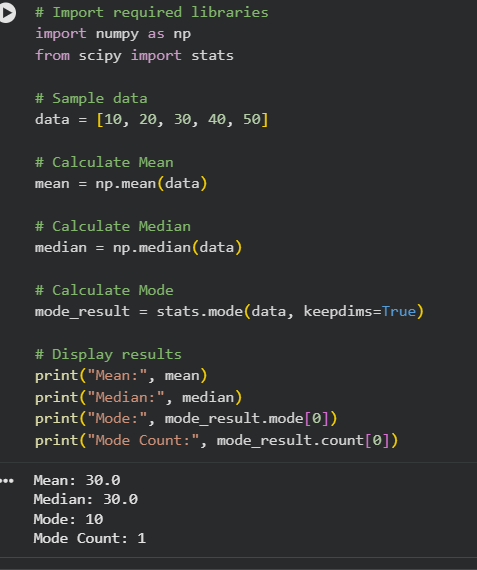 # Import required libraries
import numpy as np
from scipy import stats
# Sample data
data = [10, 20, 30, 40, 50]
# Calculate Mean
mean = np.mean(data)
# Calculate Median
median = np.median(data)
# Calculate Mode
mode_result = stats.mode(data, keepdims=True)
# Display results
print("Mean:", mean)
print("Median:", median)
print("Mode:", mode_result.mode[0])
print("Mode Count:", mode_result.count[0])
Mean: 30.0
Median: 30.0
Mode: 10
Mode Count: 1